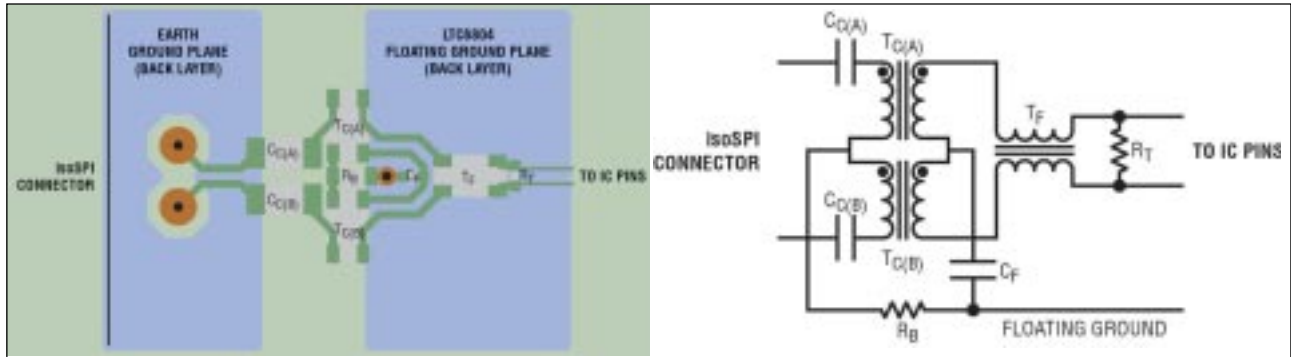 EARTH
GROUND PLANE
(BACK LAYER)
LTC6804
FLOATING GROUND PLANE
(BACK LAYER)
TC(A)
CC(A)
isoSPI
CONNECTOR
RB
CF
TF
RT
TO IC PINS
CC(B)
TC(B)
CC(A)
TC(A)
TF
isoSPI
CONNECTOR
RT
TO IC PINS
CC(B)
TC(B)
CF
RB
FLOATING GROUND